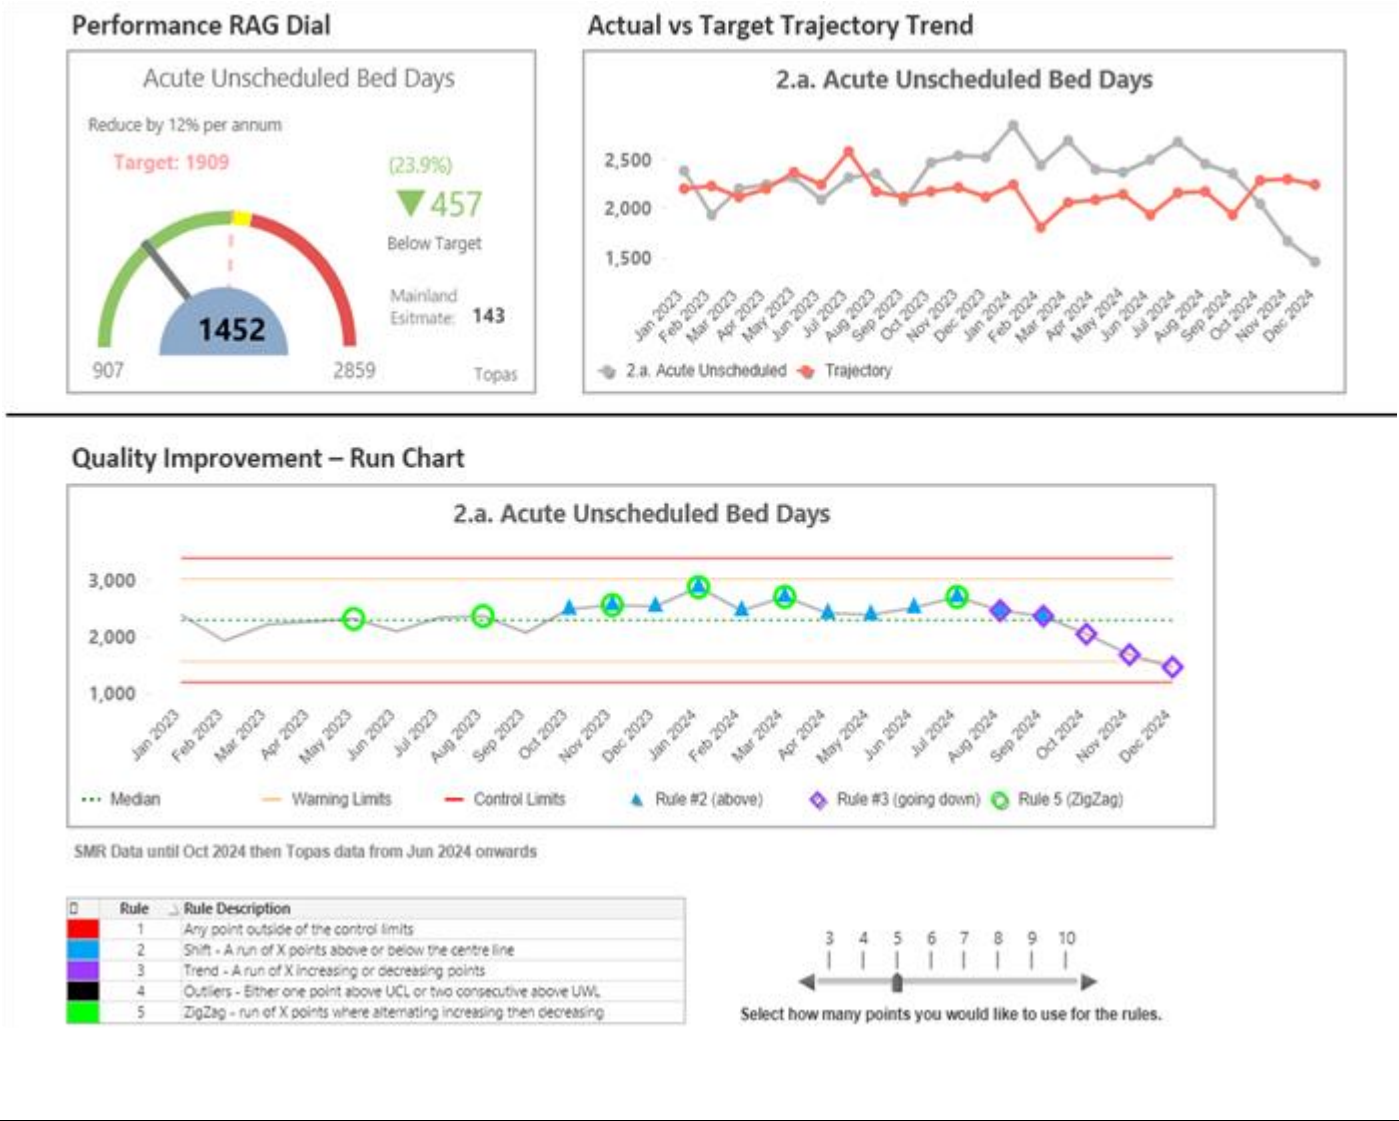 Performance RAG Dial
Acute Unscheduled Bed Days
Reduce by 12% per annum
Target: 1909
(23.9%)
▼457
Below Target
Mainland
Esitmate: 143
1452
907
2859
Topas
Actual vs Target Trajectory Trend
2.a. Acute Unscheduled Bed Days
2,500
2,000
1,500
Jan 2023
Feb 2023
Mar 2023
Apr 2023
May 2023
Jun 2023
Jul 2023
Aug 2023
Sep 2023
Oct 2023
Nov 2023
Dec 2023
Jan 2024
Feb 2024
Mar 2024
Apr 2024
May 2024
Jun 2024
Jul 2024
Aug 2024
Sep 2024
Oct 2024
Nov 2024
Dec 2024
2.a. Acute Unscheduled
Trajectory
Quality Improvement – Run Chart
2.a. Acute Unscheduled Bed Days
3,000
2,000
1,000
Jan 2023
Feb 2023
Mar 2023
Apr 2023
May 2023
Jun 2023
Jul 2023
Aug 2023
Sep 2023
Oct 2023
Nov 2023
Dec 2023
Jan 2024
Feb 2024
Mar 2024
Apr 2024
May 2024
Jun 2024
Jul 2024
Aug 2024
Sep 2024
Oct 2024
Nov 2024
Dec 2024
Median
Warning Limits
Control Limits
Rule #2 (above)
Rule #3 (going down)
Rule 5 (ZigZag)
SMR Data until Oct 2024 then Topas data from Jun 2024 onwards
Rule Rule Description
1 Any point outside of the control limits
2 Shift - A run of X points above or below the centre line
3 Trend - A run of X increasing or decreasing points
4 Outliers - Either one point above UCL or two consecutive above UWL
5 ZigZag - run of X points where alternating increasing then decreasing
3 4 5 6 7 8 9 10
Select how many points you would like to use for the rules.